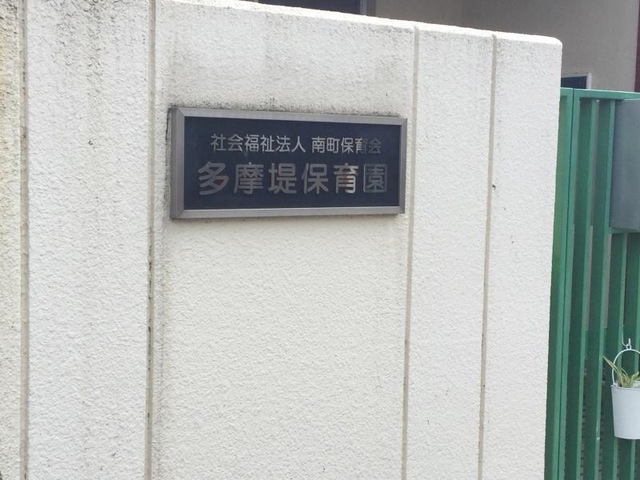 社会福祉法人 南町保育会
多摩堤保育園